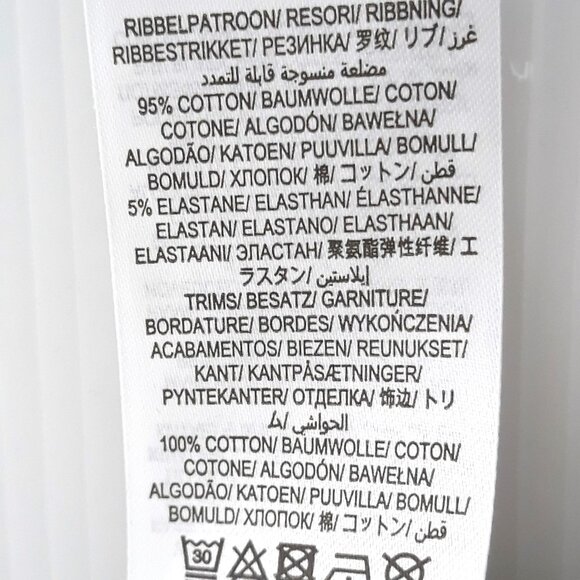 RIBBELPATROON/ RESORI/ RIBBNING/
RIBBESTRIKKET/ РЕЗИНКА/ 罗纹/ リブ/ غرز/
مضلعة منسوجة قابلة للتمدد
95% COTTON/ BAUMWOLLE/ COTON/
COTONE/ ALGODÓN/ BAWEŁNA/
ALGODÃO/ KATOEN/ PUUVILLA/ BOMULL/
BOMULD/ ХЛОПОК/ 棉/ コットン/ قطن/
5% ELASTANE/ ELASTHAN/ ÉLASTHANNE/
ELASTAN/ ELASTANO/ ELASTHAAN/
ELASTAANI/ ЭЛАСТАН/ 聚氨酯弹性纤维/ エ
ラスタン/ إيلاستين/
TRIMS/ BESATZ/ GARNITURE/
BORDATURE/ BORDES/ WYKOŃCZENIA/
ACABAMENTOS/ BIEZEN/ REUNUKSET/
KANT/ KANTPÅSÆTNINGER/
PYNTEKANTER/ ОТДЕЛКА/ 饰边/ トリ
ム/ الحواشي/
100% COTTON/ BAUMWOLLE/ COTON/
COTONE/ ALGODÓN/ BAWEŁNA/
ALGODÃO/ KATOEN/ PUUVILLA/ BOMULL/
BOMULD/ ХЛОПОК/ 棉/ コットン/ قطن/
30